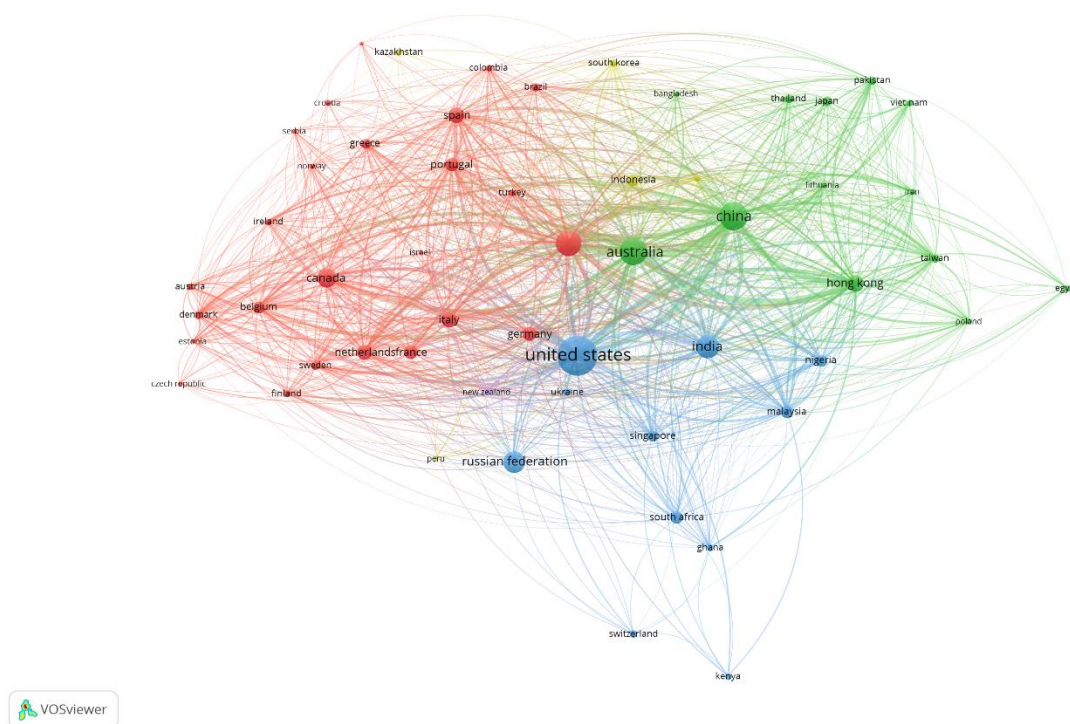 kazakhstan
south korea
colombia
pakistan
brazil
bangladesh
thailand
japan
viet nam
croatia
spain
serbia
greece
norway
portugal
indonesia
turkey
lithuania
iran
china
ireland
israel
australia
taiwan
canada
hong kong
austria
egy
belgium
denmark
italy
poland
germany
estonia
netherlandsfrance
united states
india
nigeria
sweden
czech republic
finland
new zealand
ukraine
malaysia
singapore
peru
russian federation
south africa
ghana
switzerland
kenya
VOSviewer